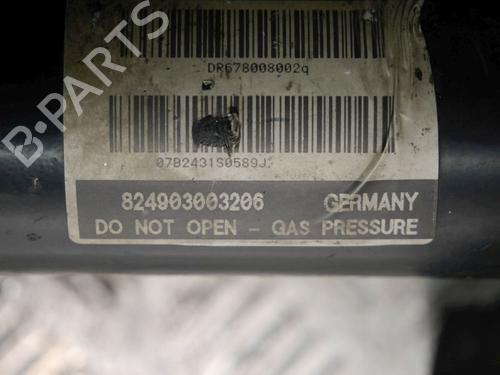 DR678008002q
07B2431S0589J
824903003206 GERMANY
DO NOT OPEN - GAS PRESSURE
B-PARTS